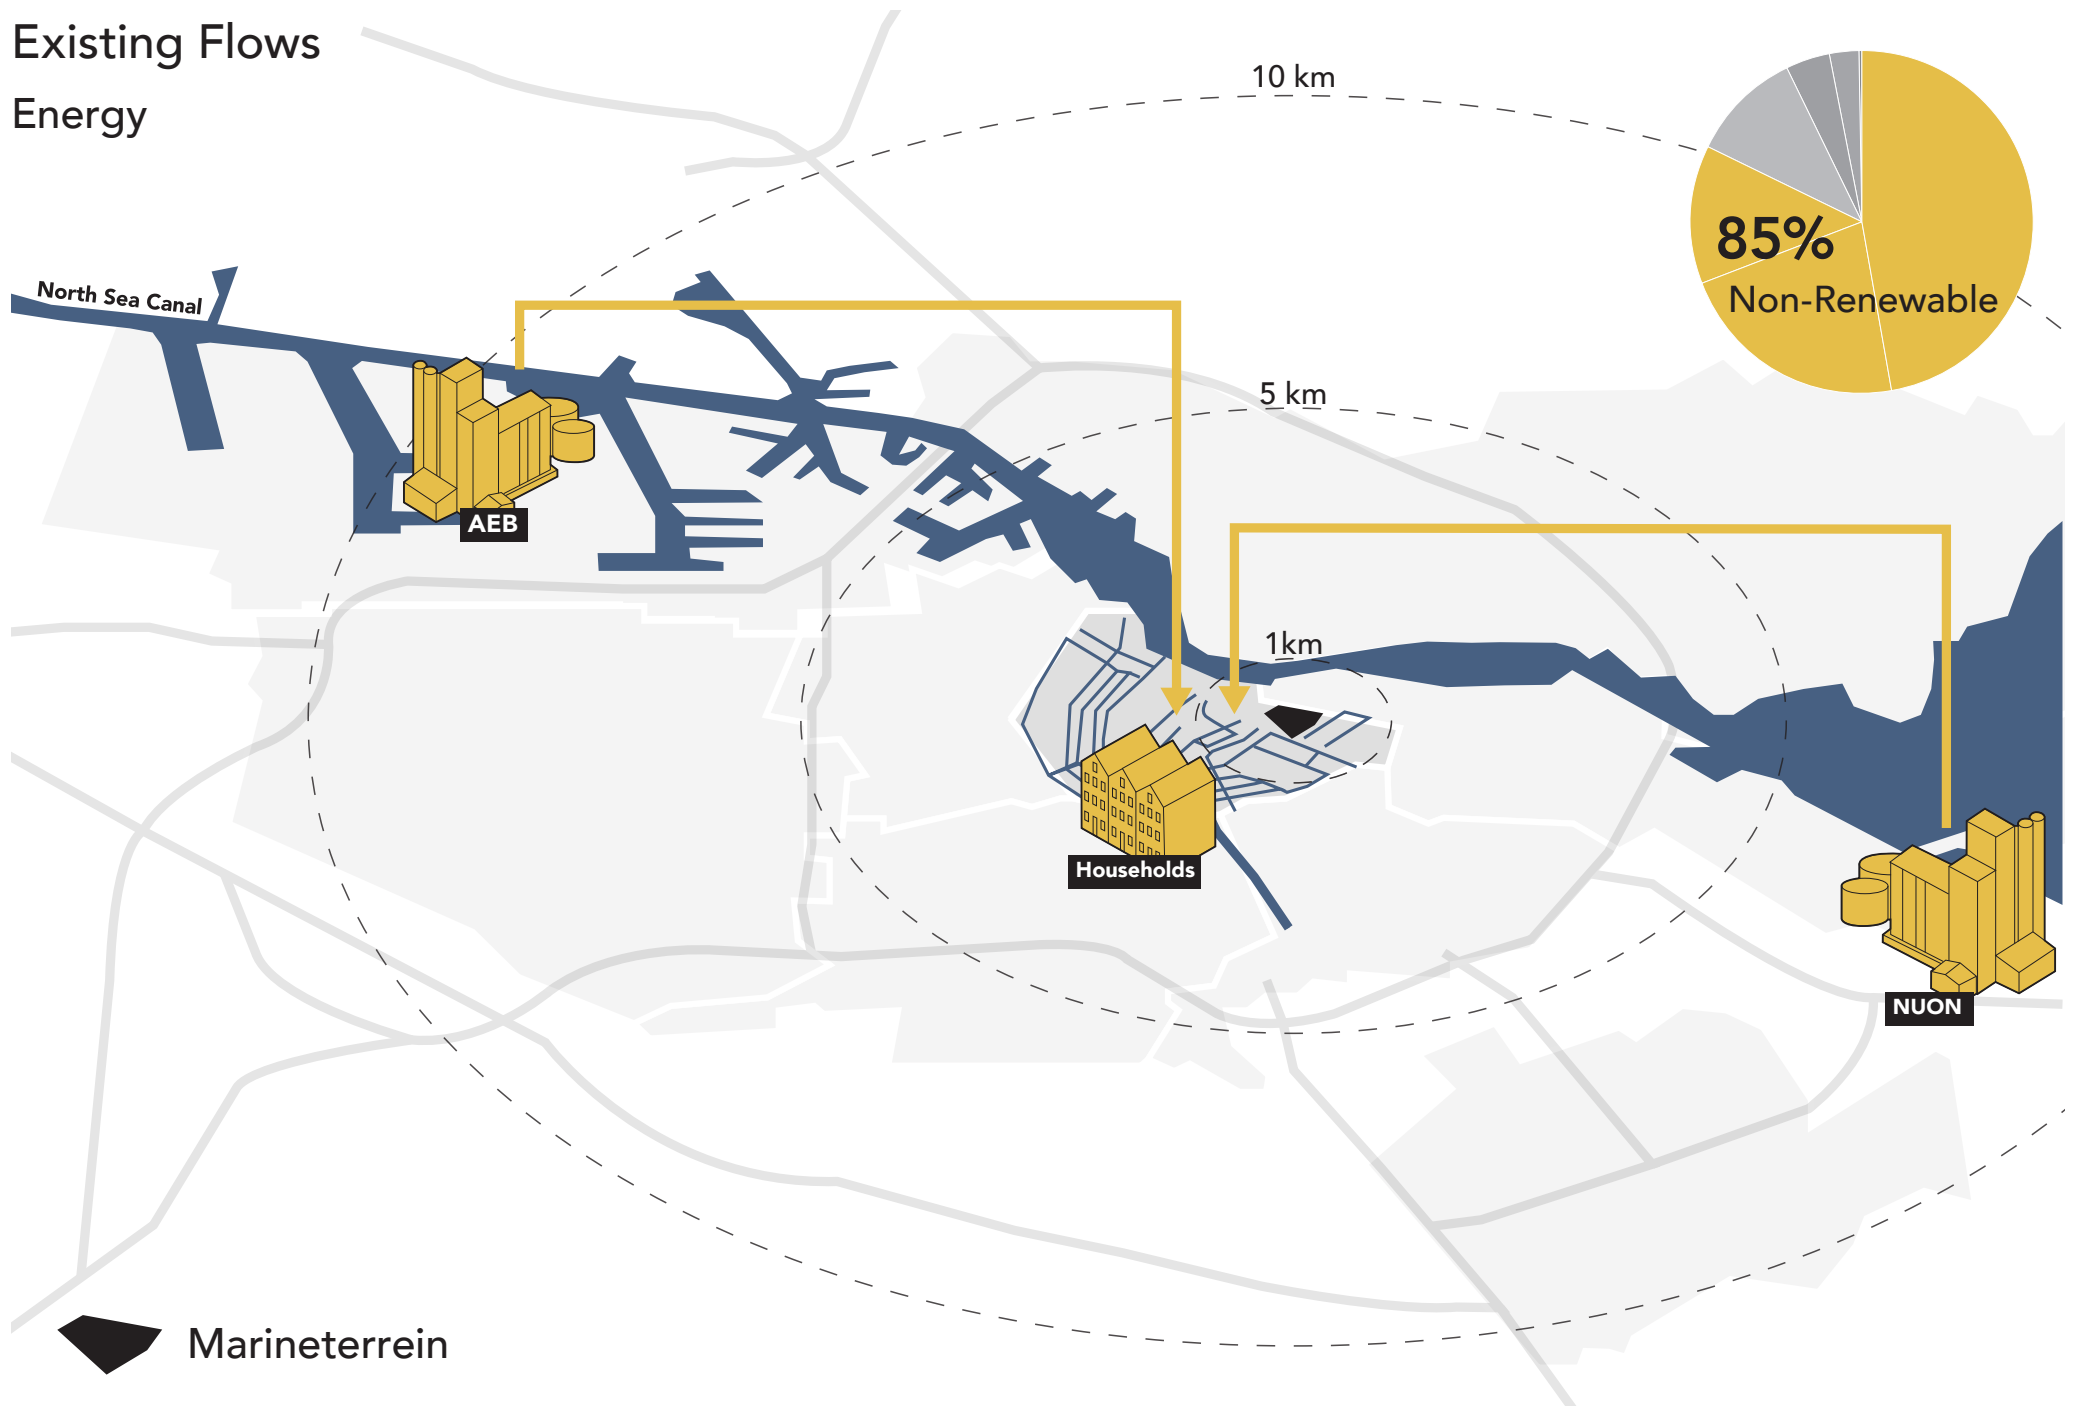 Existing Flows
Energy
10 km
85%
Non-Renewable
North Sea Canal
5 km
AEB
1km
Households
NUON
Marineterrein